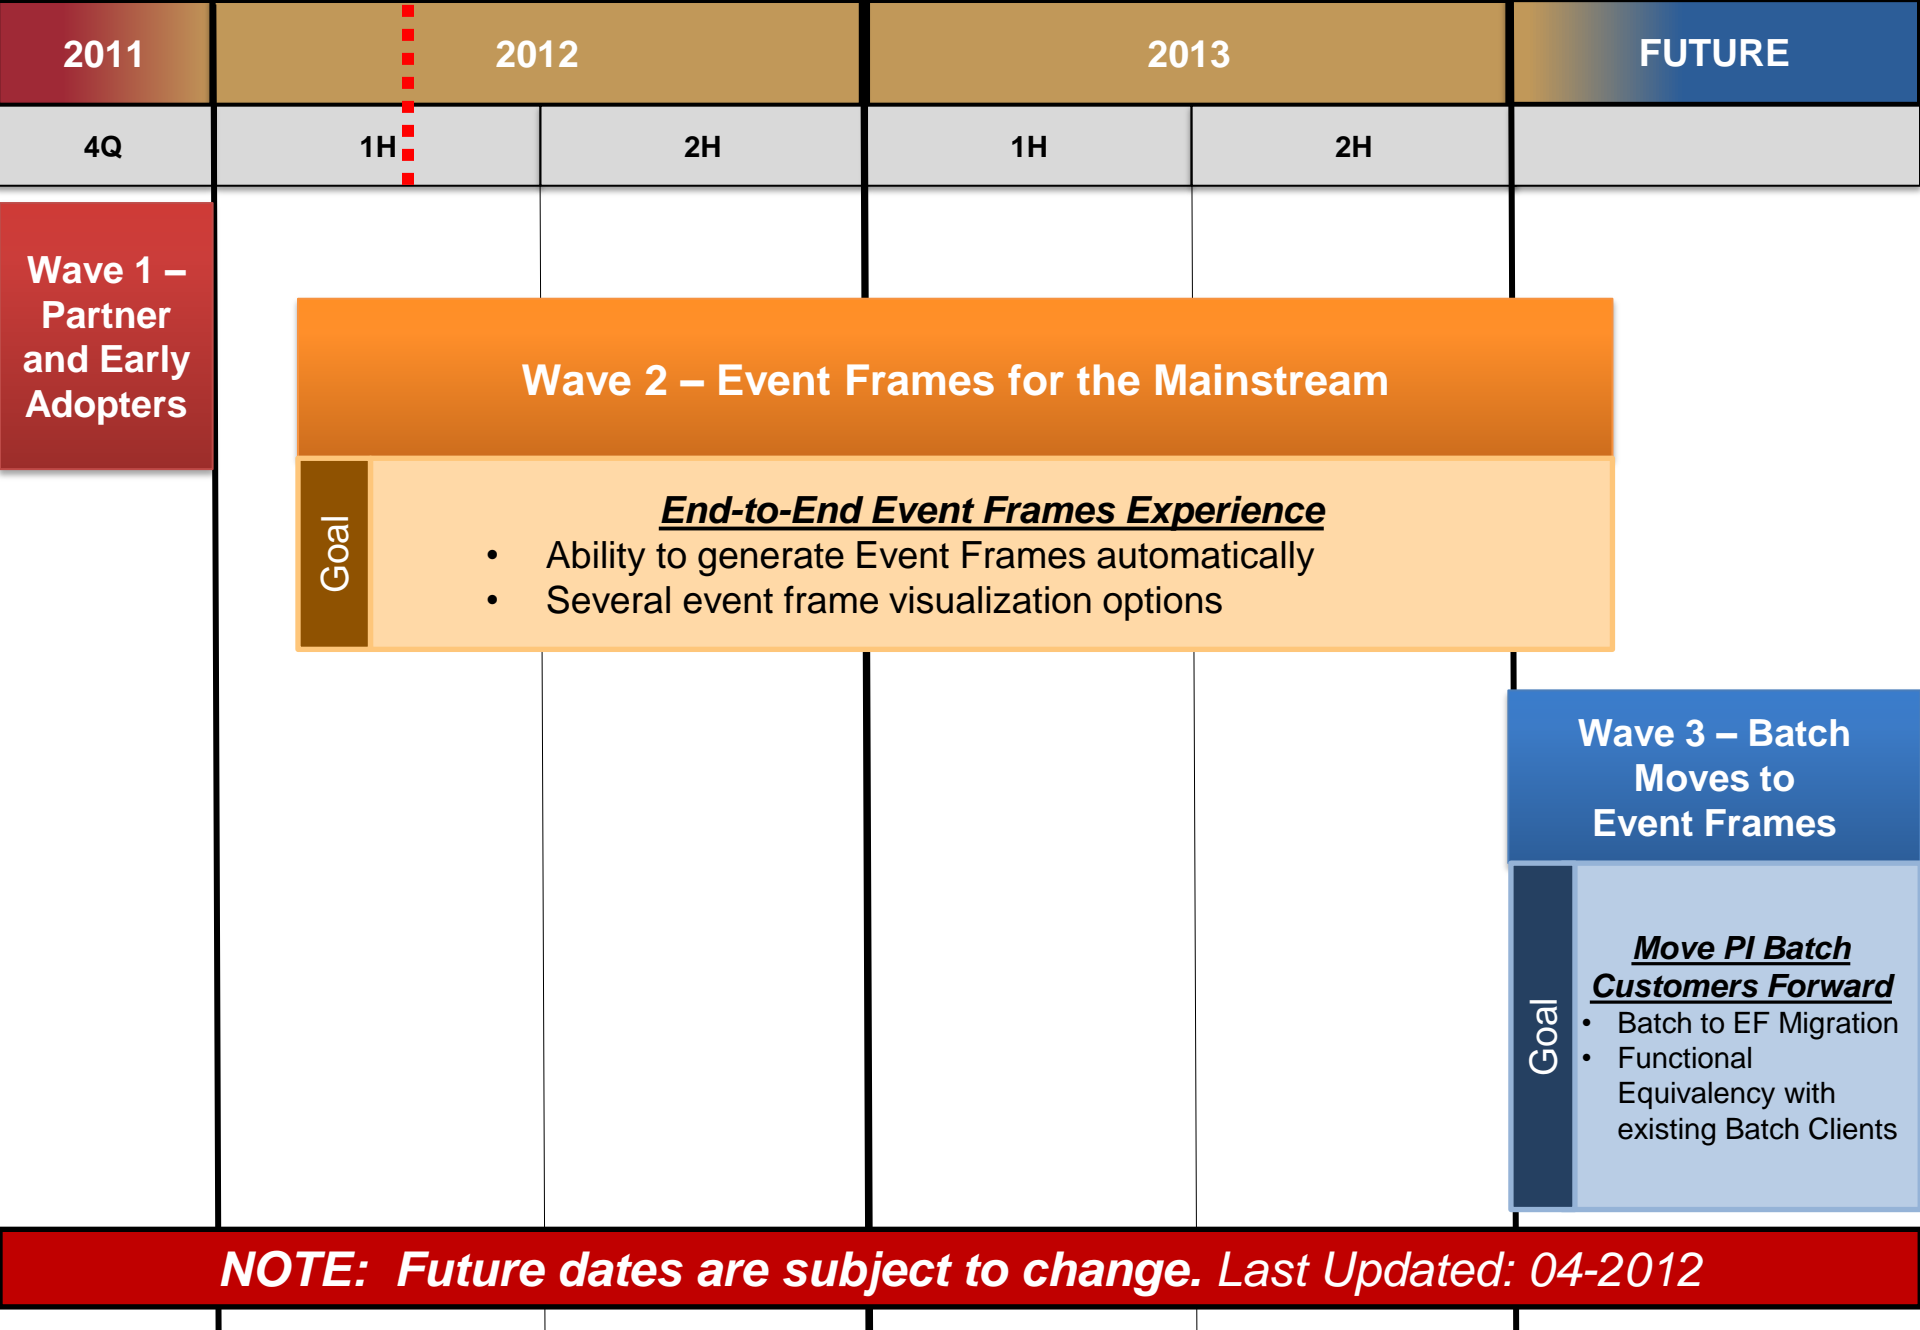 2011
2012
2013
FUTURE
4Q
1H
2H
1H
2H
Wave 1 –
Partner
and Early
Adopters
Wave 2 – Event Frames for the Mainstream
Goal
End-to-End Event Frames Experience
• Ability to generate Event Frames automatically
• Several event frame visualization options
Wave 3 – Batch
Moves to
Event Frames
Goal
Move PI Batch
Customers Forward
• Batch to EF Migration
• Functional
Equivalency with
existing Batch Clients
NOTE: Future dates are subject to change. Last Updated: 04-2012